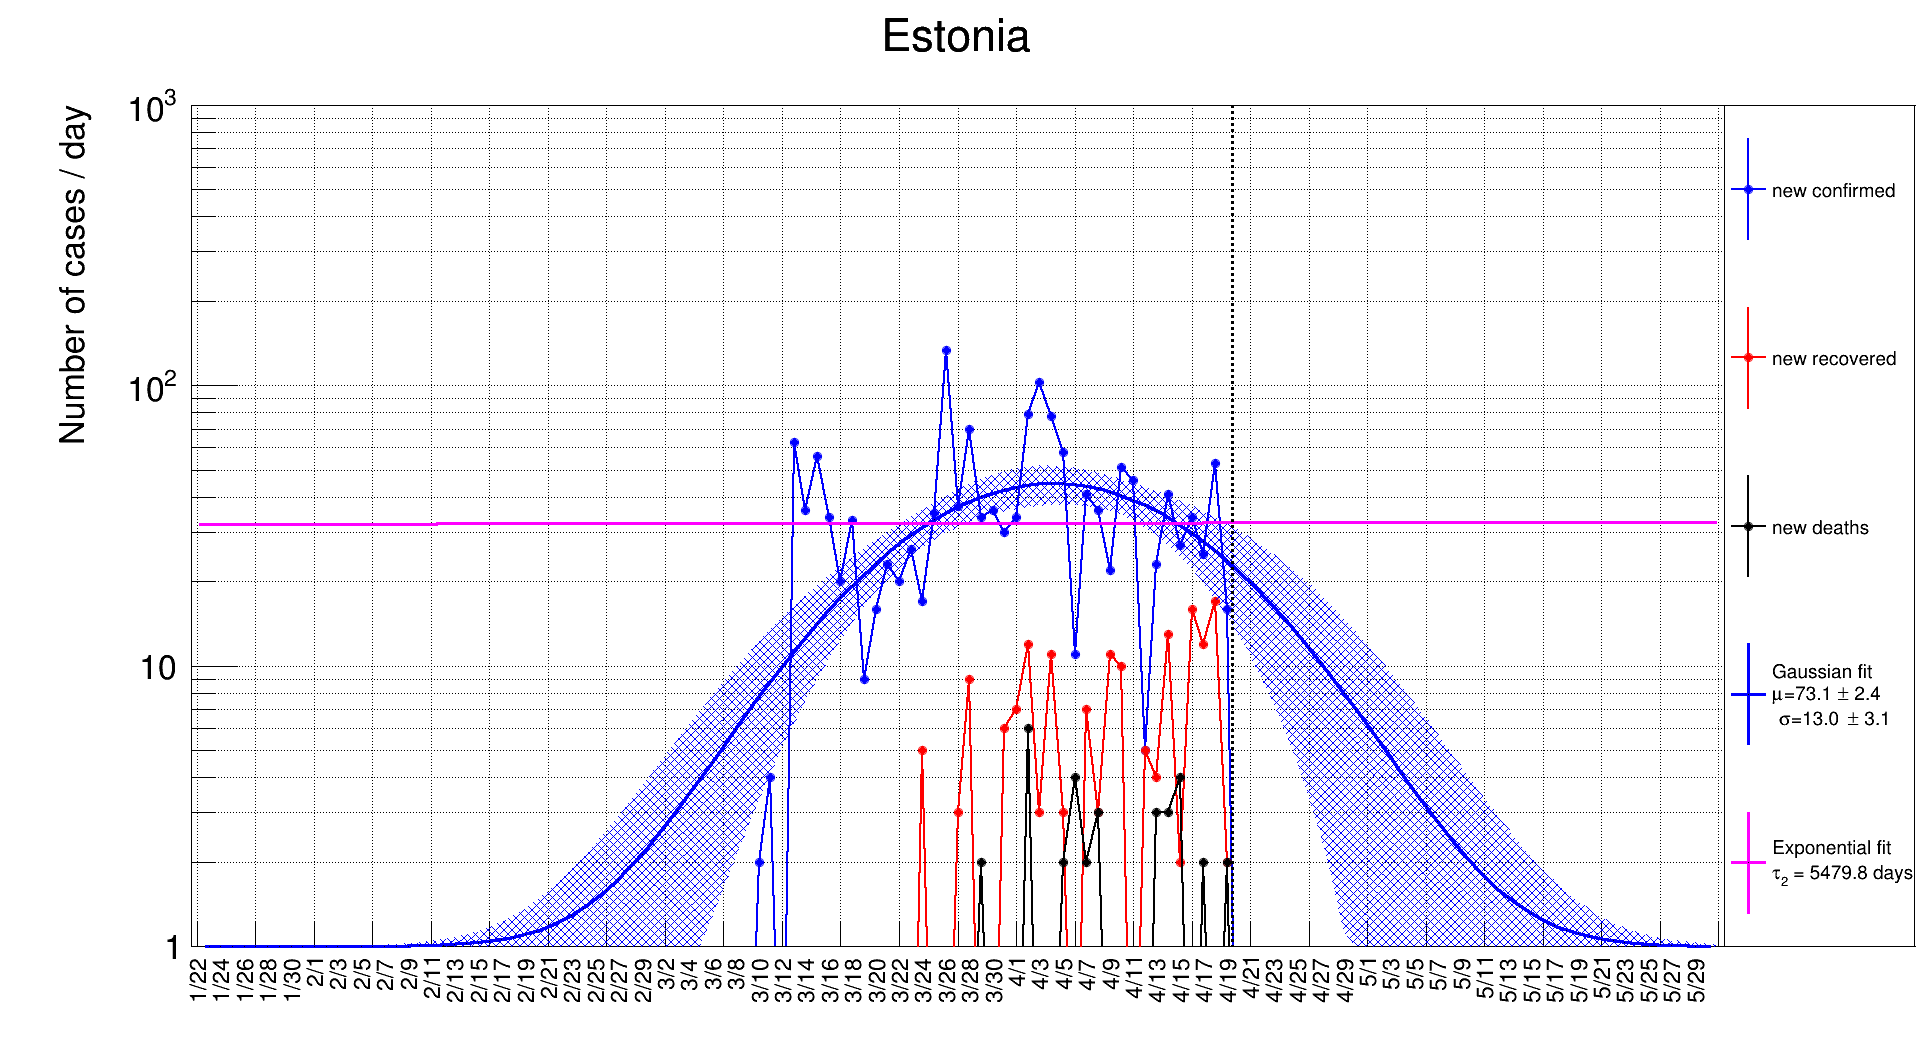 Estonia
Number of cases / day
10³
10²
10
1
1/22 1/24 1/26 1/28 1/30 2/1 2/3 2/5 2/7 2/9 2/11 2/13 2/15 2/17 2/19 2/21 2/23 2/25 2/27 2/29 3/2 3/4 3/6 3/8 3/10 3/12 3/14 3/16 3/18 3/20 3/22 3/24 3/26 3/28 3/30 4/1 4/3 4/5 4/7 4/9 4/11 4/13 4/15 4/17 4/19 4/21 4/23 4/25 4/27 4/29 5/1 5/3 5/5 5/7 5/9 5/11 5/13 5/15 5/17 5/19 5/21 5/23 5/25 5/27 5/29
new confirmed
new recovered
new deaths
Gaussian fit
μ=73.1 ± 2.4
σ=13.0 ± 3.1
Exponential fit
τ₂ = 5479.8 days